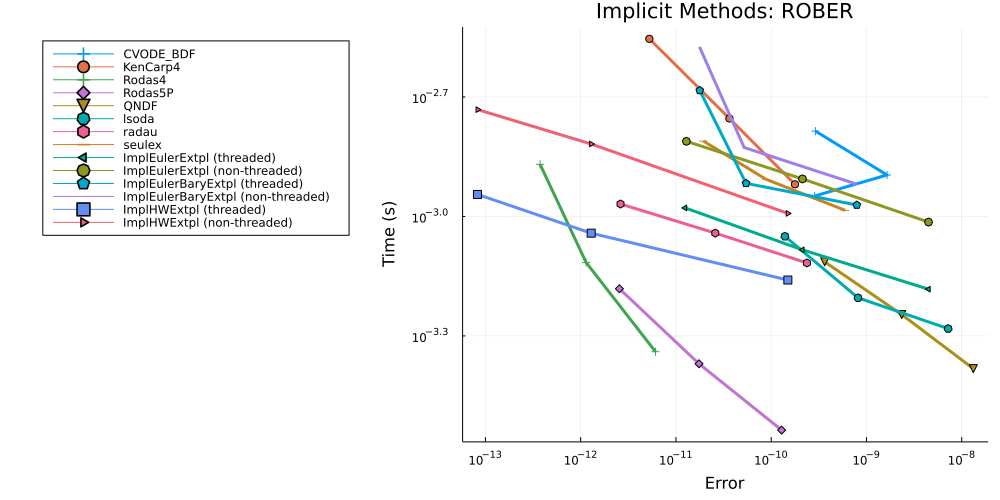 Implicit Methods: ROBER
CVODE_BDF
KenCarp4
Rodas4
Rodas5P
QNDF
lsoda
radau
seulex
ImplEulerExtpl (threaded)
ImplEulerExtpl (non-threaded)
ImplEulerBaryExtpl (threaded)
ImplEulerBaryExtpl (non-threaded)
ImplHWExtpl (threaded)
ImplHWExtpl (non-threaded)
Time (s)
10^-2.7
10^-3.0
10^-3.3
10^-13 10^-12 10^-11 10^-10 10^-9 10^-8
Error